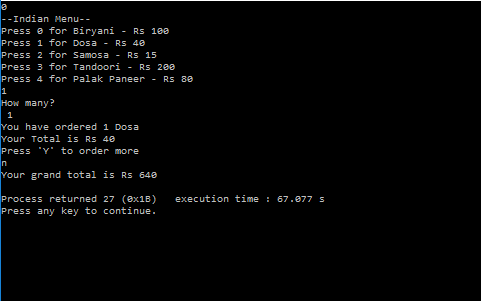 0
--Indian Menu--
Press 0 for Biryani - Rs 100
Press 1 for Dosa - Rs 40
Press 2 for Samosa - Rs 15
Press 3 for Tandoori - Rs 200
Press 4 for Palak Paneer - Rs 80
1
How many?
1
You have ordered 1 Dosa
Your Total is Rs 40
Press 'Y' to order more
n
Your grand total is Rs 640
Process returned 27 (0x1B)   execution time : 67.077 s
Press any key to continue.